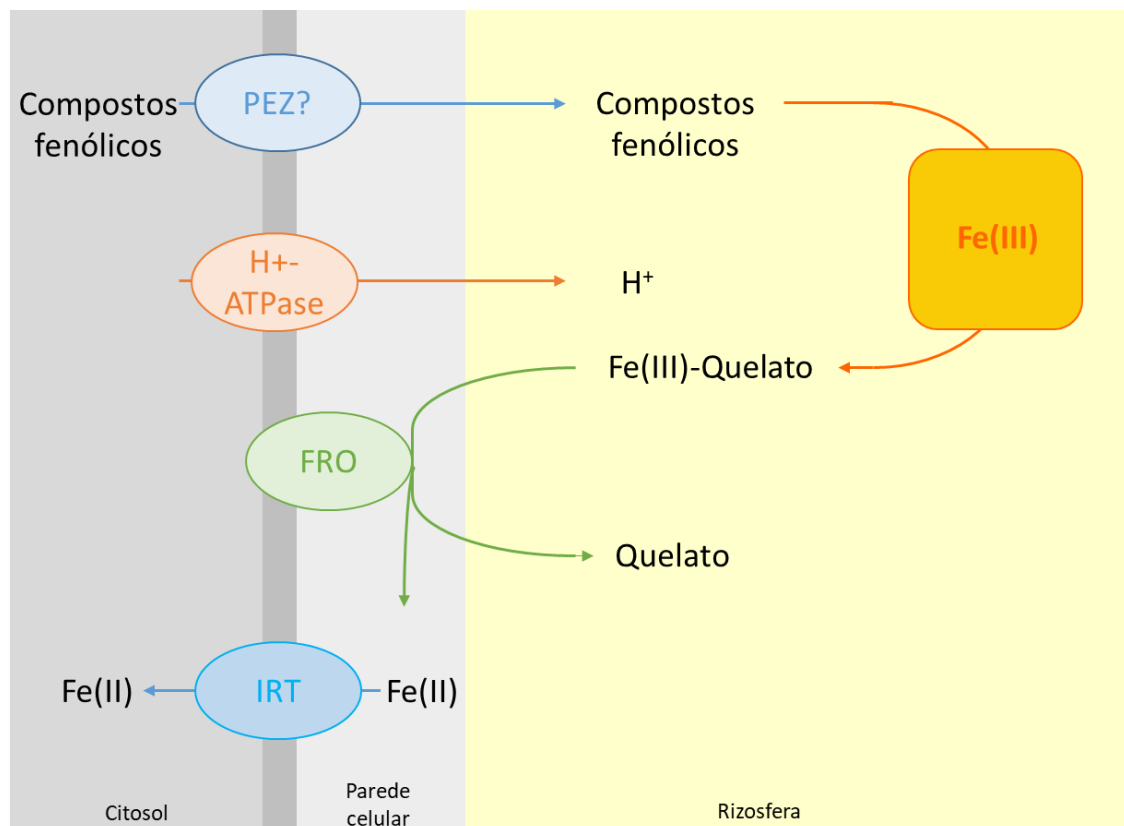 Compostos
fenólicos
PEZ?
Compostos
fenólicos
Fe(III)
H+-
ATPase
H⁺
Fe(III)-Quelato
FRO
Quelato
Fe(II)
IRT
Fe(II)
Citosol
Parede
celular
Rizosfera